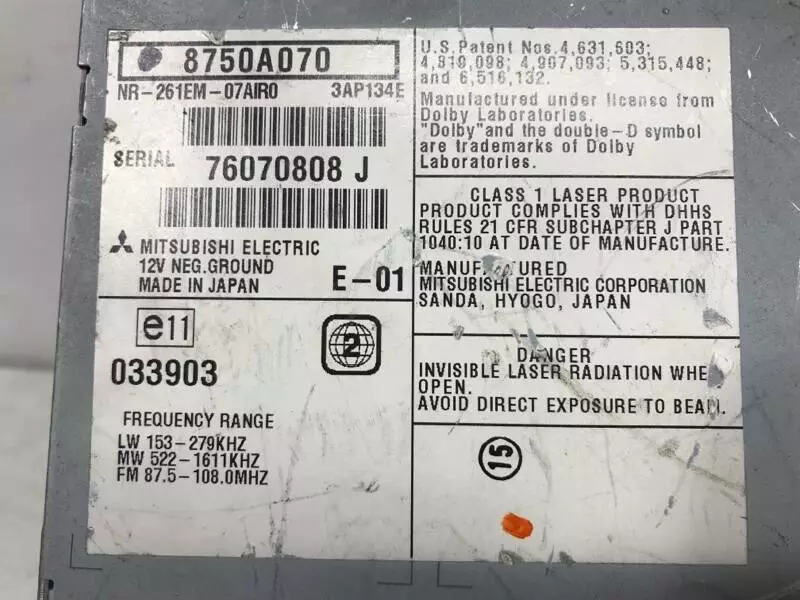 8750A070
NR-261EM-07AIR0 3AP134E
SERIAL 76070808 J
MITSUBISHI ELECTRIC
12V NEG.GROUND
MADE IN JAPAN E-01
e11
2
033903
FREQUENCY RANGE
LW 153-279KHZ
MW 522-1611KHZ
FM 87.5-108.0MHZ
U.S.Patent Nos.4,631,603;
4,819,098; 4,907,093; 5,315,448;
and 6,516,132.
Manufactured under license from
Dolby Laboratories.
"Dolby"and the double-D symbol
are trademarks of Dolby
Laboratories.
CLASS 1 LASER PRODUCT
PRODUCT COMPLIES WITH DHHS
RULES 21 CFR SUBCHAPTER J PART
1040:10 AT DATE OF MANUFACTURE.
MANUFACTURED
MITSUBISHI ELECTRIC CORPORATION
SANDA, HYOGO, JAPAN
DANGER
INVISIBLE LASER RADIATION WHE
OPEN.
AVOID DIRECT EXPOSURE TO BEAM.
15